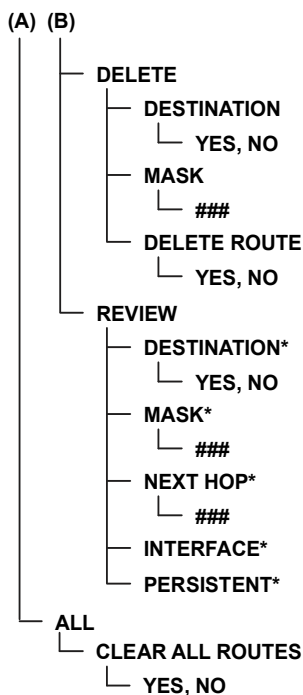 (A) (B)
DELETE
DESTINATION
YES, NO
MASK
###
DELETE ROUTE
YES, NO
REVIEW
DESTINATION*
YES, NO
MASK*
###
NEXT HOP*
###
INTERFACE*
PERSISTENT*
ALL
CLEAR ALL ROUTES
YES, NO